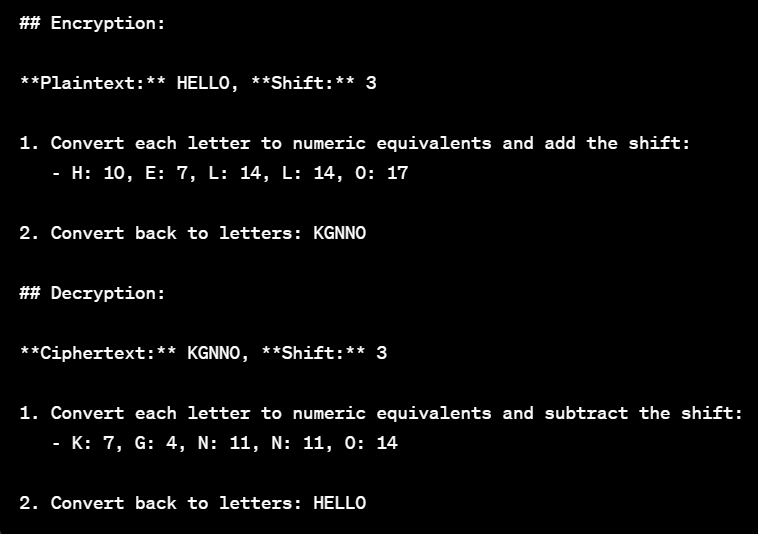 ## Encryption:
**Plaintext:** HELLO, **Shift:** 3
1. Convert each letter to numeric equivalents and add the shift:
- H: 10, E: 7, L: 14, L: 14, O: 17
2. Convert back to letters: KGNNO
## Decryption:
**Ciphertext:** KGNNO, **Shift:** 3
1. Convert each letter to numeric equivalents and subtract the shift:
- K: 7, G: 4, N: 11, N: 11, O: 14
2. Convert back to letters: HELLO